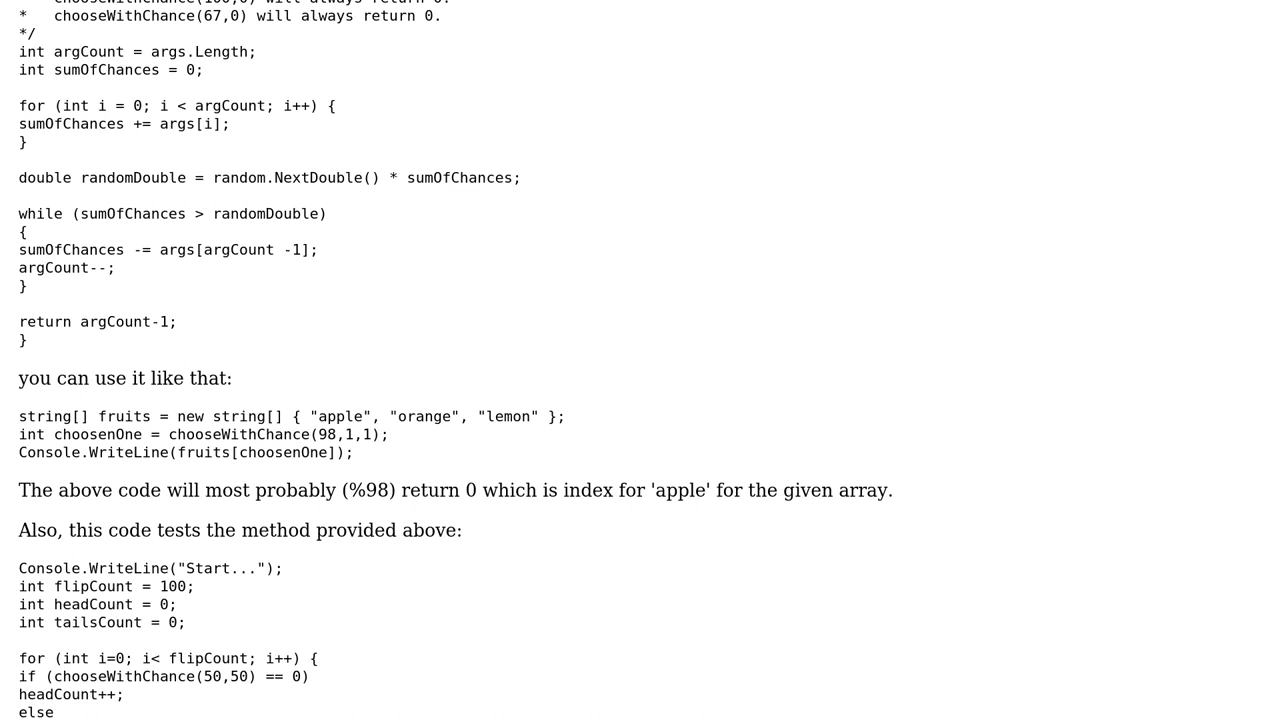 *   chooseWithChance(67,0) will always return 0.
*/
int argCount = args.Length;
int sumOfChances = 0;
for (int i = 0; i < argCount; i++) {
sumOfChances += args[i];
}
double randomDouble = random.NextDouble() * sumOfChances;
while (sumOfChances > randomDouble)
{
sumOfChances -= args[argCount -1];
argCount--;
}
return argCount-1;
}
you can use it like that:
string[] fruits = new string[] { "apple", "orange", "lemon" };
int choosenOne = chooseWithChance(98,1,1);
Console.WriteLine(fruits[choosenOne]);
The above code will most probably (%98) return 0 which is index for 'apple' for the given array.
Also, this code tests the method provided above:
Console.WriteLine("Start...");
int flipCount = 100;
int headCount = 0;
int tailsCount = 0;
for (int i=0; i< flipCount; i++) {
if (chooseWithChance(50,50) == 0)
headCount++;
else